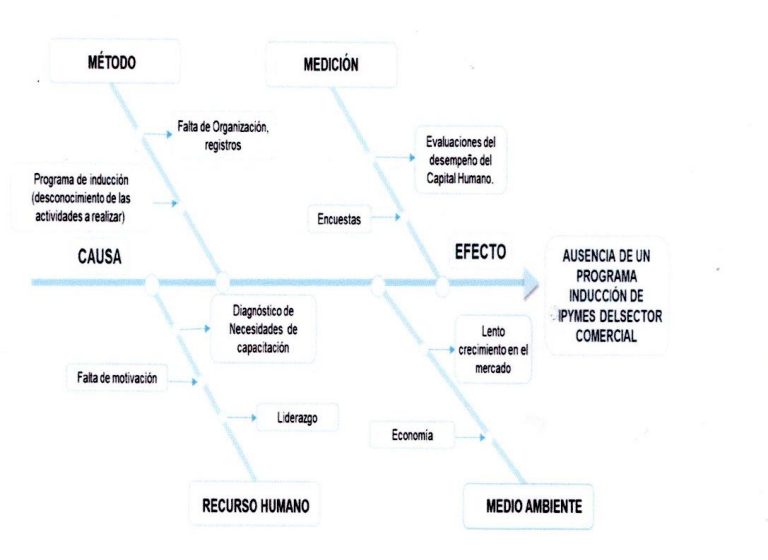 MÉTODO
MEDICIÓN
Falta de Organización,
registros
Evaluaciones del
desempeño del
Capital Humano.
Programa de inducción
(desconocimiento de las
actividades a realizar)
Encuestas
CAUSA
EFECTO
AUSENCIA DE UN
PROGRAMA
INDUCCIÓN DE
IPYMES DELSECTOR
COMERCIAL
Diagnóstico de
Necesidades de
capacitación
Lento
crecimiento en el
mercado
Falta de motivación
Liderazgo
Economía
RECURSO HUMANO
MEDIO AMBIENTE